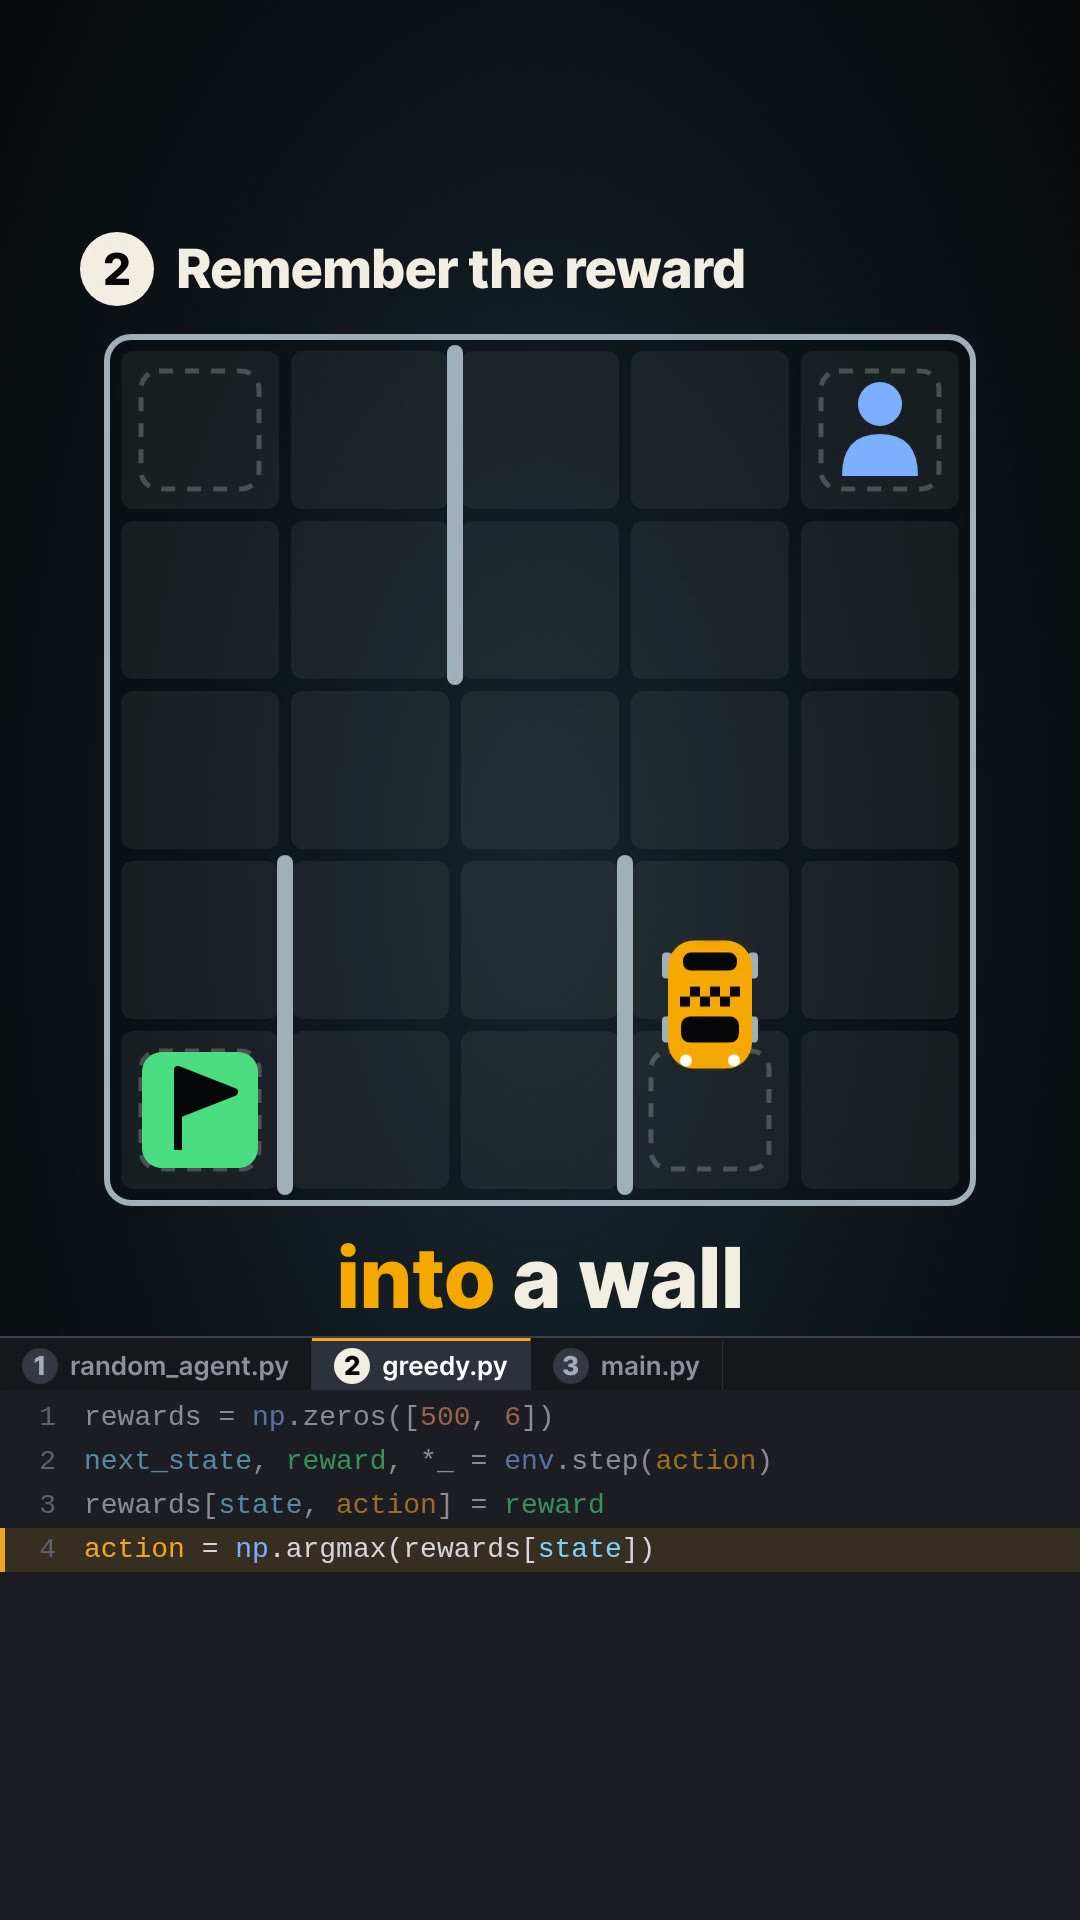 2 Remember the reward
into a wall
1 random_agent.py 2 greedy.py 3 main.py
1 rewards = np.zeros([500, 6])
2 next_state, reward, *_ = env.step(action)
3 rewards[state, action] = reward
4 action = np.argmax(rewards[state])